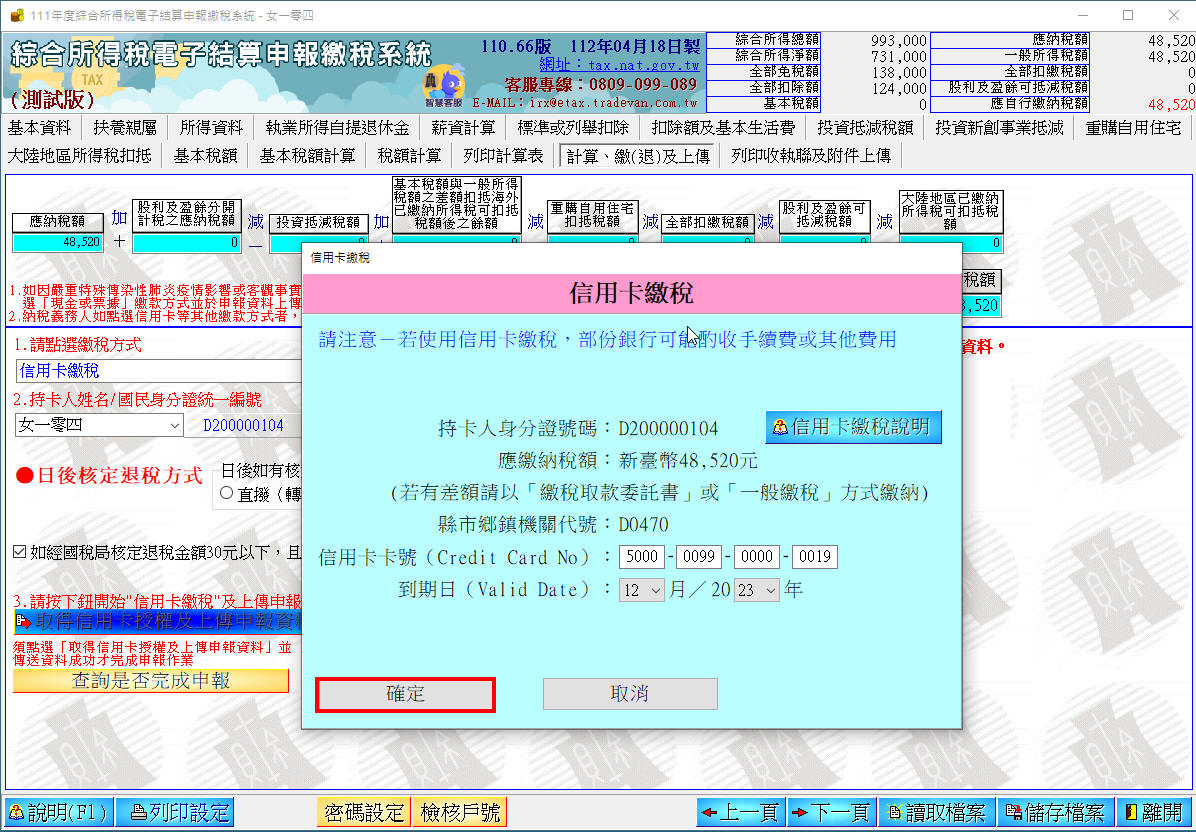 111年度綜合所得稅電子結算申報繳稅系統 - 女一零四
綜合所得稅電子結算申報繳稅系統
TAX
(測試版)
智慧客服
110.66版 112年04月18日製
網址：tax.nat.gov.tw
客服專線：0809-099-089
E-MAIL：irx@etax.tradevan.com.tw
綜合所得總額 993,000 應納稅額 48,520
綜合所得淨額 731,000 一般所得稅額 48,520
全部免稅額 138,000 全部扣繳稅額 0
全部扣除額 124,000 股利及盈餘可抵減稅額 0
基本稅額 0 應自行繳納稅額 48,520
基本資料 扶養親屬 所得資料 執業所得自提退休金 薪資計算 標準或列舉扣除 扣除額及基本生活費 投資抵減稅額 投資新創事業抵減 重購自用住宅
大陸地區所得稅扣抵 基本稅額 基本稅額計算 稅額計算 列印計算表 計算、繳(退)及上傳 列印收執聯及附件上傳
應納稅額
48,520
加
＋
股利及盈餘分開
計稅之應納稅額
0
減
－
投資抵減稅額
加
基本稅額與一般所得
稅額之差額扣抵海外
已繳納所得稅可扣抵
稅額後之餘額
減
重購自用住宅
扣抵稅額
減
全部扣繳稅額
減
股利及盈餘可
抵減稅額
減
大陸地區已繳納
所得稅可扣抵稅
額
0
稅額
3,520
1.如因嚴重特殊傳染性肺炎疫情影響或客觀事實
選「現金或票據」繳款方式並於申報資料上傳
2.納稅義務人如點選信用卡等其他繳款方式者，
資料。
1.請點選繳稅方式
信用卡繳稅
2.持卡人姓名/國民身分證統一編號
女一零四 D200000104
●日後核定退稅方式
日後如有核
直撥（轉
如經國稅局核定退稅金額30元以下，且
3.請按下鈕開始"信用卡繳稅"及上傳申報
取得信用卡授權及上傳申報資料
須點選「取得信用卡授權及上傳申報資料」並
傳送資料成功才完成申報作業
查詢是否完成申報
信用卡繳稅
信用卡繳稅
請注意－若使用信用卡繳稅，部份銀行可能酌收手續費或其他費用
持卡人身分證號碼：D200000104
信用卡繳稅說明
應繳納稅額：新臺幣48,520元
(若有差額請以「繳稅取款委託書」或「一般繳稅」方式繳納)
縣市鄉鎮機關代號：D0470
信用卡卡號（Credit Card No）：5000-0099-0000-0019
到期日（Valid Date）：12月／2023年
確定 取消
說明(F1) 列印設定 密碼設定 檢核戶號 上一頁 下一頁 讀取檔案 儲存檔案 離開